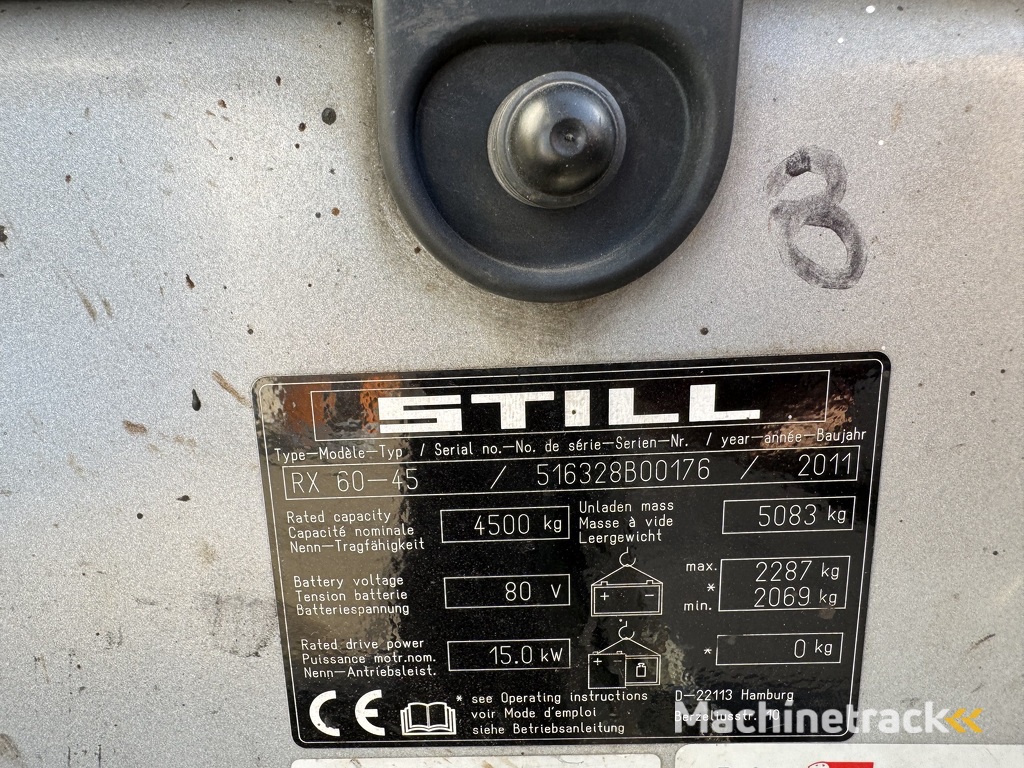 8
STILL
Type—Modèle—Typ / Serial no.—No. de série—Serien—Nr. / year—année—Baujahr
RX 60—45 / 516328B00176 / 2011
Rated capacity
Capacité nominale
Nenn—Tragfähigkeit
4500 kg
Unladen mass
Masse à vide
Leergewicht
5083 kg
Battery voltage
Tension batterie
Batteriespannung
80 V
+ −
max. 2287 kg
*
min. 2069 kg
Rated drive power
Puissance motr.nom.
Nenn—Antriebsleist.
15.0 kW
+ −
* 0 kg
CE
* see Operating instructions
voir Mode d'emploi
siehe Betriebsanleitung
D—22113 Hamburg
Berzeliusstr. 10
Machinetrack